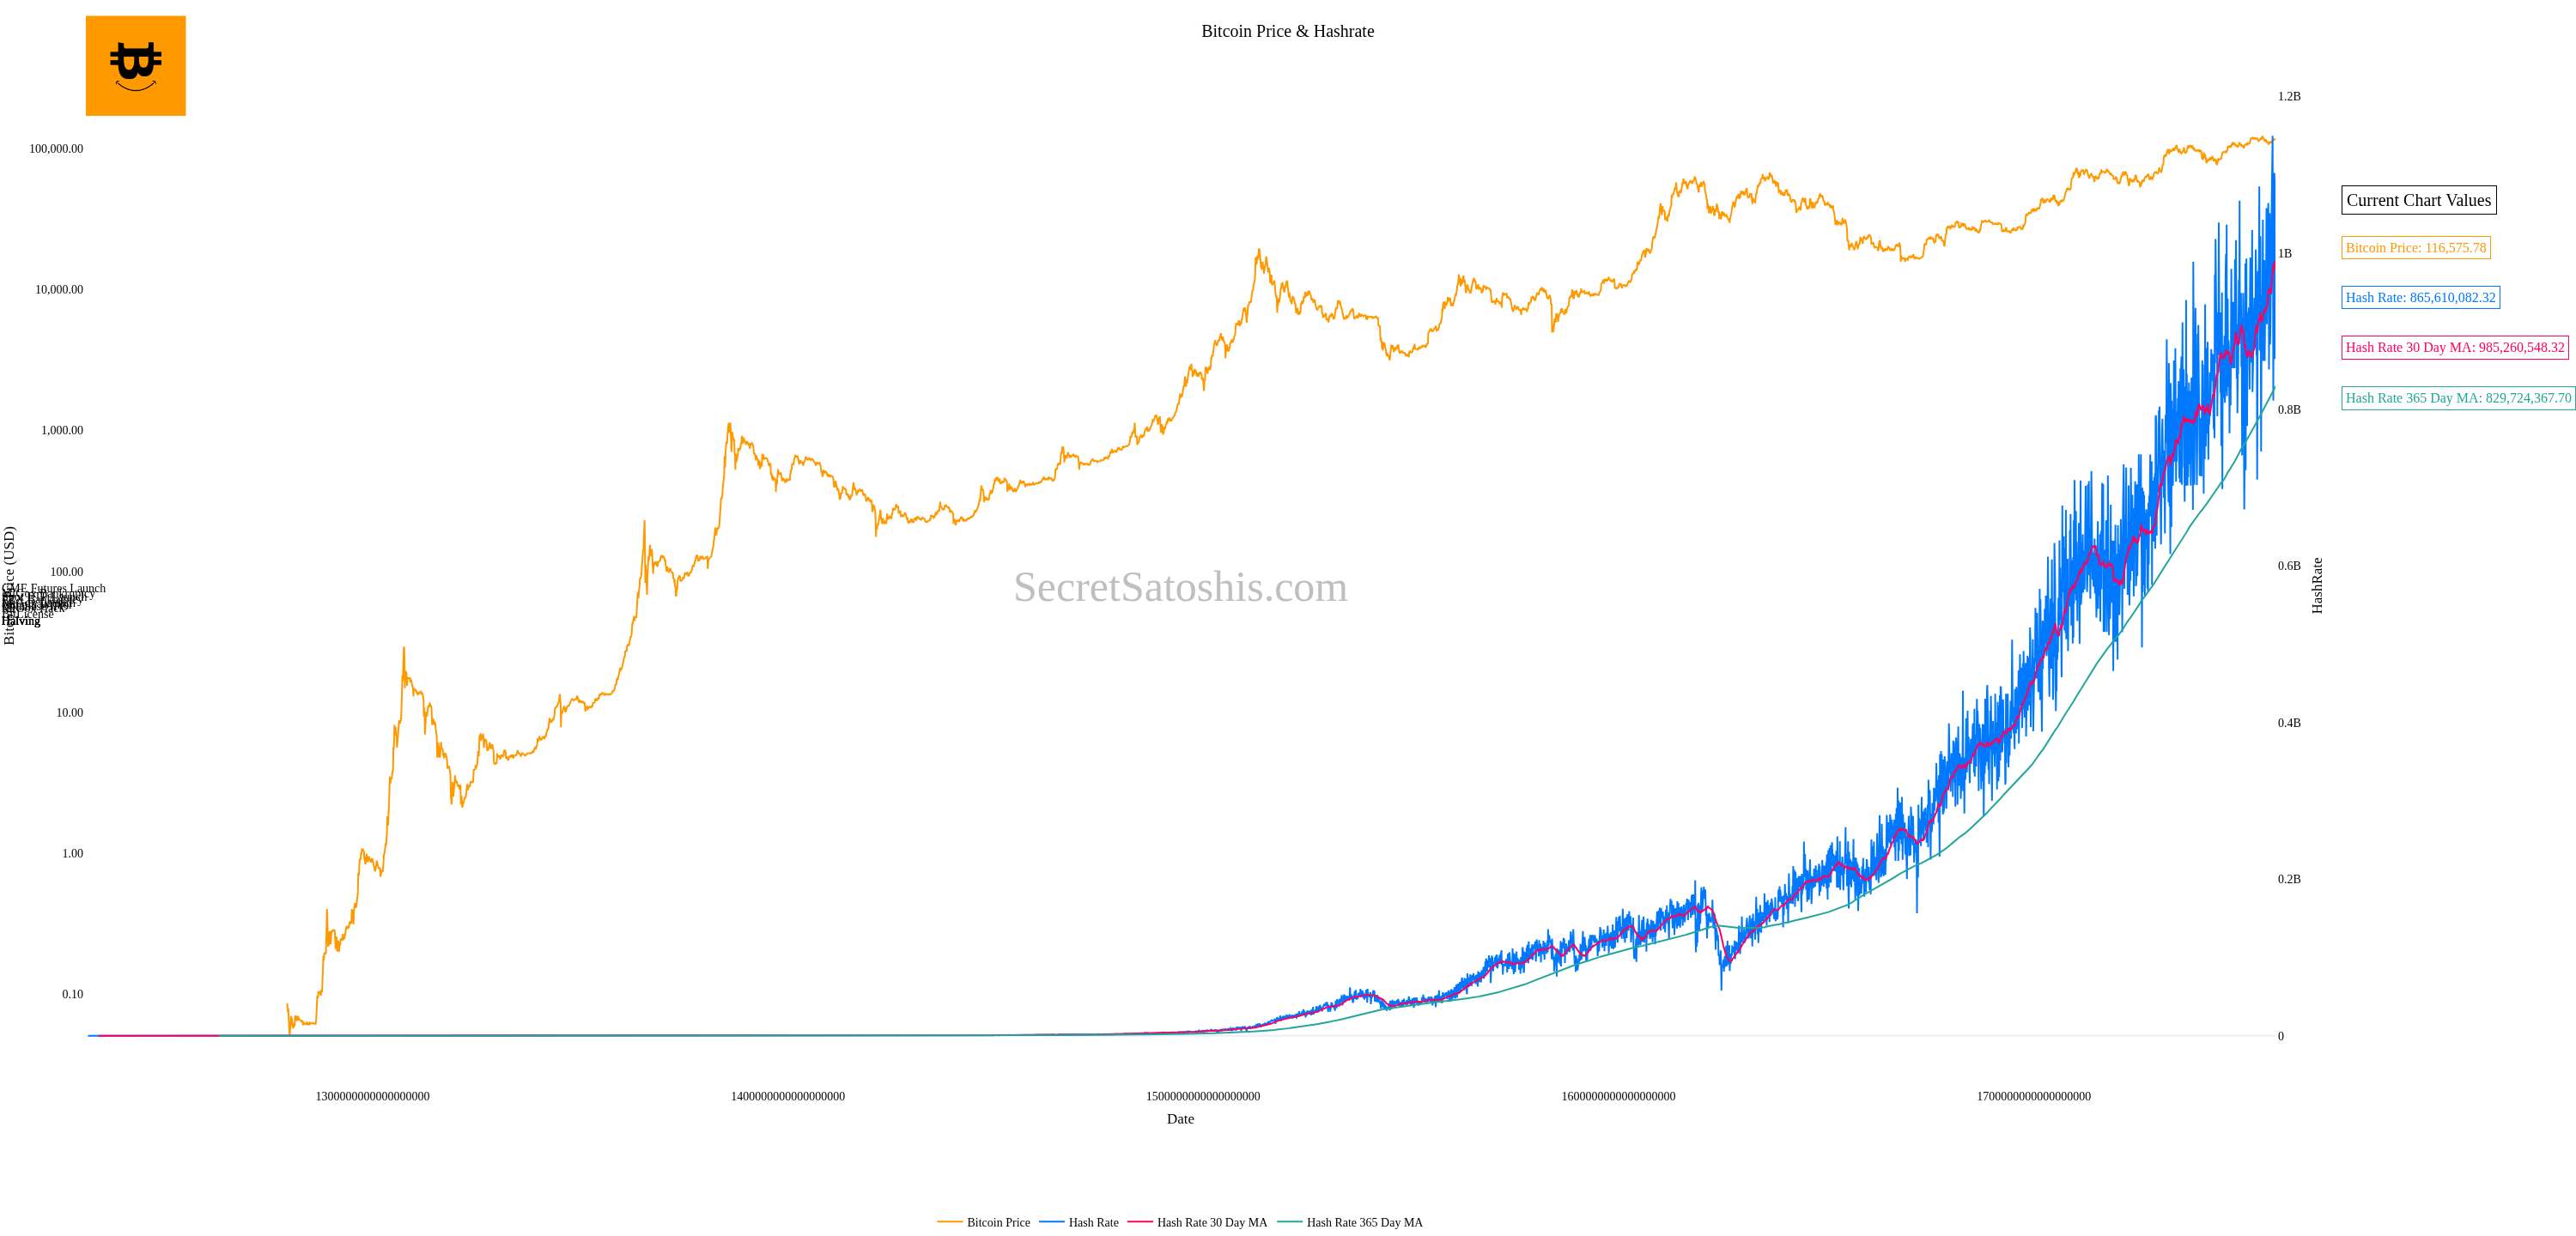 Bitcoin Price & Hashrate
1.2B
100,000.00
Current Chart Values
Bitcoin Price: 116,575.78
1B
10,000.00
Hash Rate: 865,610,082.32
Hash Rate 30 Day MA: 985,260,548.32
Hash Rate 365 Day MA: 829,724,367.70
0.8B
1,000.00
0.6B
100.00
SecretSatoshis.com
CME Futures Launch
License
Halving
HashRate
10.00
0.4B
1.00
0.2B
0.10
0
1300000000000000000
1400000000000000000
1500000000000000000
1600000000000000000
1700000000000000000
Date
Bitcoin Price
Hash Rate
Hash Rate 30 Day MA
Hash Rate 365 Day MA